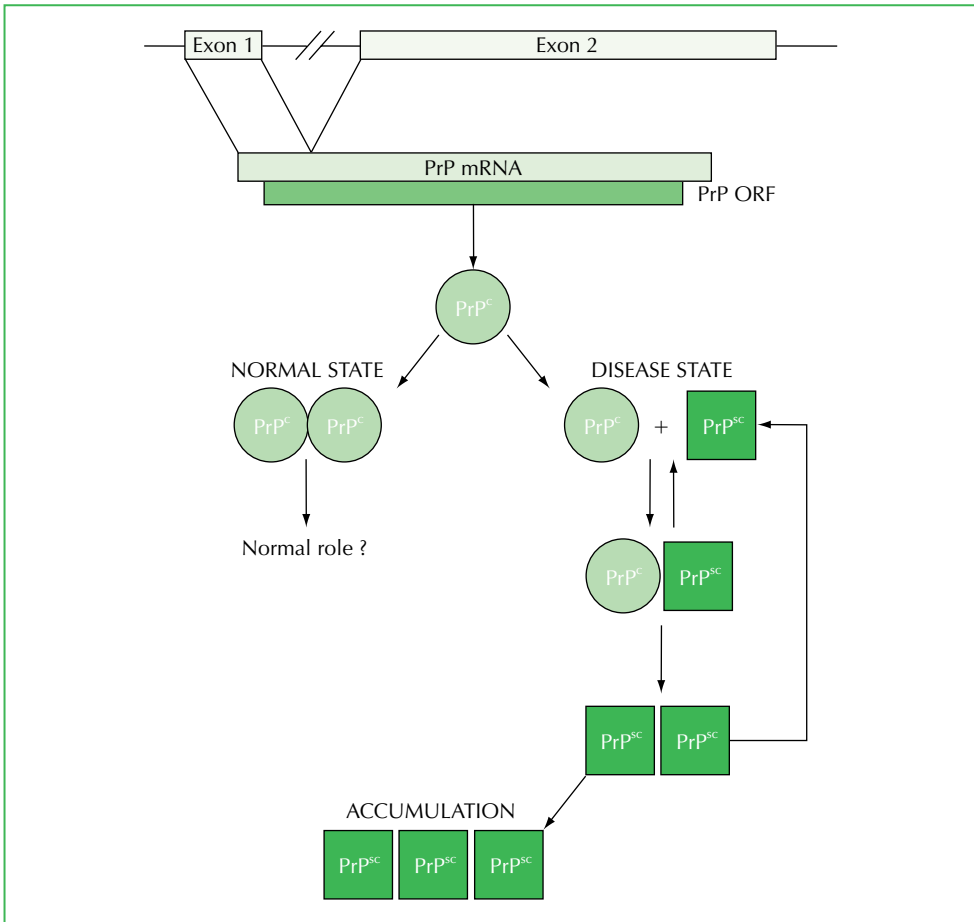 Exon 1 Exon 2
PrP mRNA
PrP ORF
PrPᶜ
NORMAL STATE DISEASE STATE
PrPᶜ PrPᶜ PrPᶜ + PrPˢᶜ
Normal role ?
PrPᶜ PrPˢᶜ
PrPˢᶜ PrPˢᶜ
ACCUMULATION
PrPˢᶜ PrPˢᶜ PrPˢᶜ